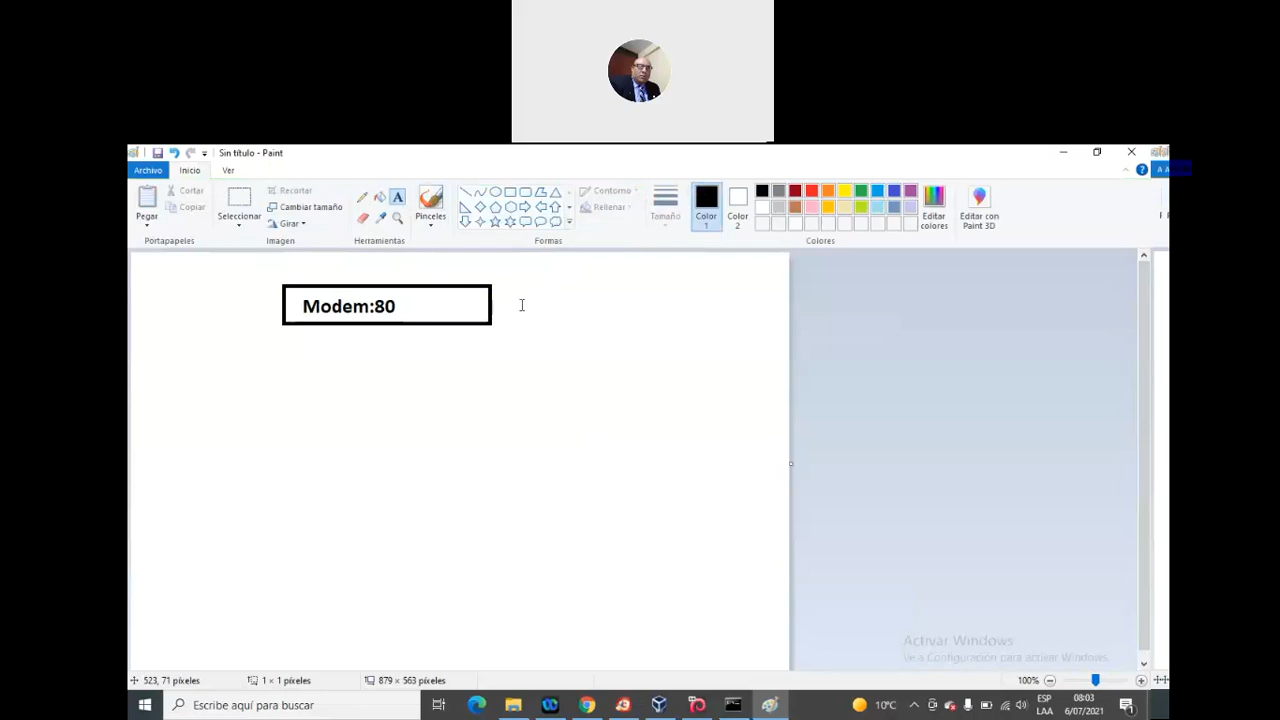 Sin título - Paint
Archivo Inicio Ver
Pegar
Cortar
Copiar
Portapapeles
Seleccionar
Recortar
Cambiar tamaño
Girar
Imagen
A
Herramientas
Pinceles
Contorno
Rellenar
Formas
Tamaño
Color 1
Color 2
Editar colores
Editar con Paint 3D
Colores
Modem:80
Activar Windows
Ve a Configuración para activar Windows.
523, 71 píxeles 1 × 1 píxeles 879 × 563 píxeles 100%
Escribe aquí para buscar
10°C
ESP
LAA
08:03
6/07/2021